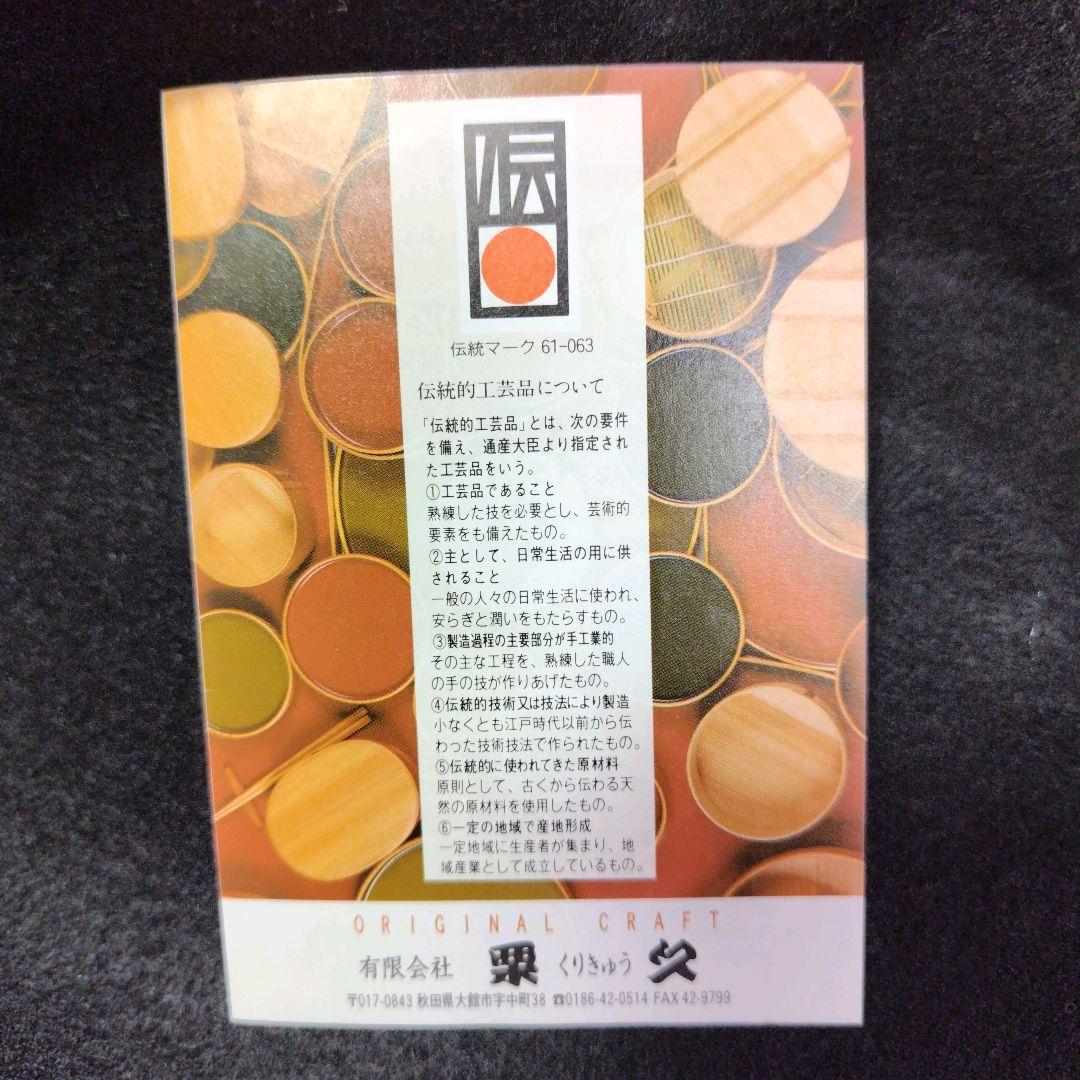 伝
伝統マーク 61-063
伝統的工芸品について
「伝統的工芸品」とは、次の要件
を備え、通産大臣より指定され
た工芸品をいう。
①工芸品であること
熟練した技を必要とし、芸術的
要素をも備えたもの。
②主として、日常生活の用に供
されること
一般の人々の日常生活に使われ、
安らぎと潤いをもたらすもの。
③製造過程の主要部分が手工業的
その主な工程を、熟練した職人
の手の技が作りあげたもの。
④伝統的技術又は技法により製造
小なくとも江戸時代以前から伝
わった技術技法で作られたもの。
⑤伝統的に使われてきた原材料
原則として、古くから伝わる天
然の原材料を使用したもの。
⑥一定の地域で産地形成
一定地域に生産者が集まり、地
域産業として成立しているもの。
ORIGINAL CRAFT
有限会社 栗 くりきゅう 久
〒017-0843 秋田県大館市字中町38 ☎0186-42-0514 FAX 42-9799